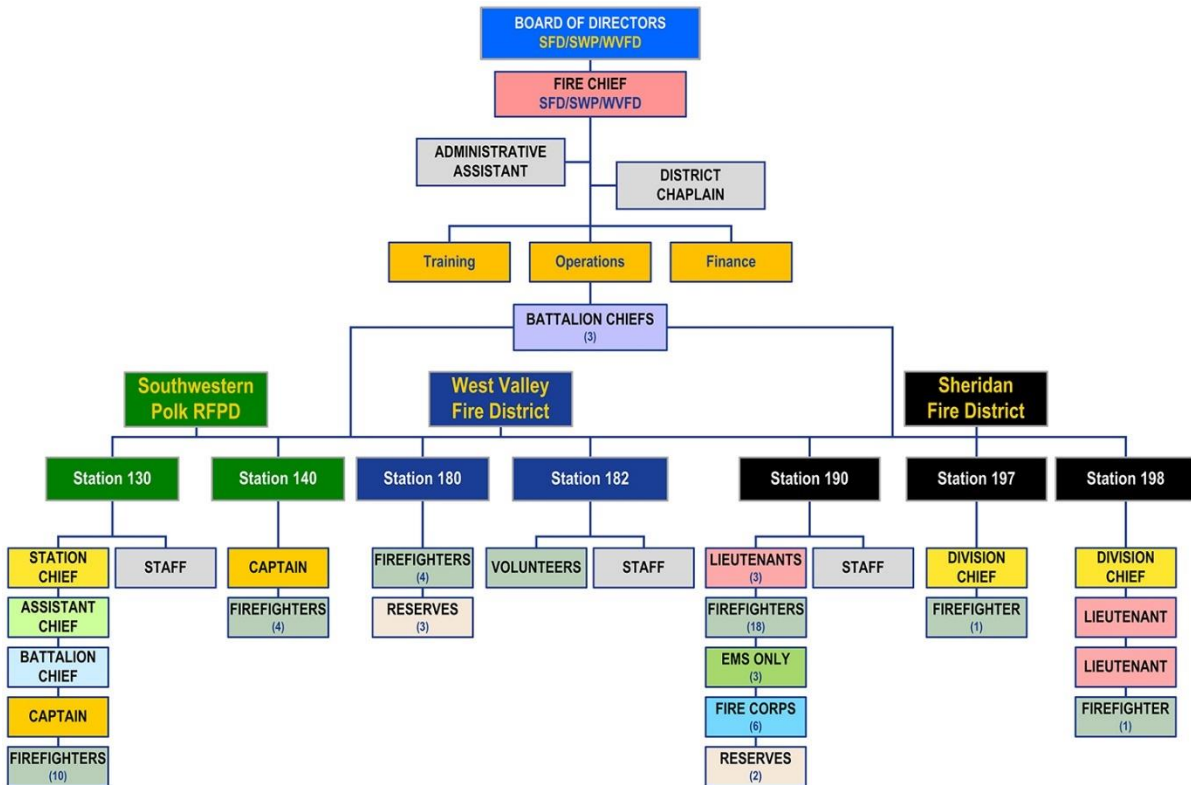 BOARD OF DIRECTORS
SFD/SWP/WVFD
FIRE CHIEF
SFD/SWP/WVFD
ADMINISTRATIVE
ASSISTANT
DISTRICT
CHAPLAIN
Training
Operations
Finance
BATTALION CHIEFS
(3)
Southwestern
Polk RFPD
West Valley
Fire District
Sheridan
Fire District
Station 130
Station 140
Station 180
Station 182
Station 190
Station 197
Station 198
STATION
CHIEF
STAFF
ASSISTANT
CHIEF
BATTALION
CHIEF
CAPTAIN
FIREFIGHTERS
(10)
CAPTAIN
FIREFIGHTERS
(4)
FIREFIGHTERS
(4)
RESERVES
(3)
VOLUNTEERS
STAFF
LIEUTENANTS
(3)
STAFF
FIREFIGHTERS
(18)
EMS ONLY
(3)
FIRE CORPS
(6)
RESERVES
(2)
DIVISION
CHIEF
FIREFIGHTER
(1)
DIVISION
CHIEF
LIEUTENANT
LIEUTENANT
FIREFIGHTER
(1)